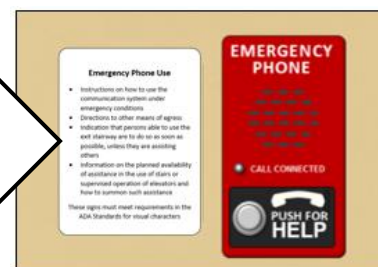 Emergency Phone Use
• Instructions on how to use the
communication system under
emergency conditions
• Directions to other means of egress
• Indication that persons able to use the
exit stairway are to do so as soon as
possible, unless they are assisting
others
• Information on the planned availability
of assistance in the use of stairs or
supervised operation of elevators and
how to summon such assistance
These signs must meet requirements in the
ADA Standards for visual characters
EMERGENCY
PHONE
CALL CONNECTED
PUSH FOR
HELP